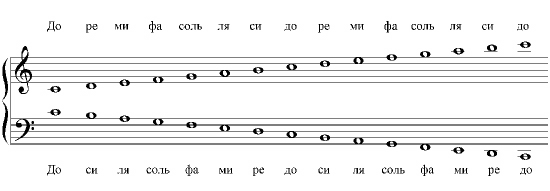 До ре ми фа соль ля си до ре ми фа соль ля си до
До си ля соль фа ми ре до си ля соль фа ми ре до